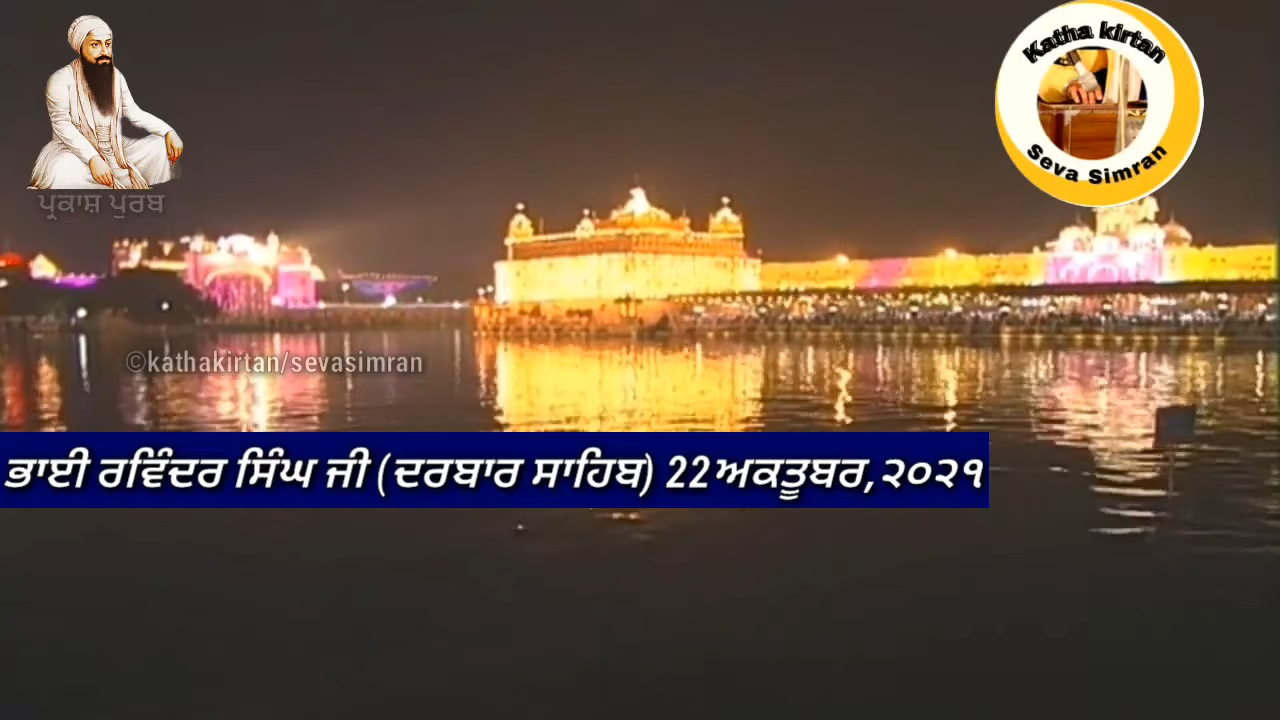 Katha kirtan
Seva Simran
ਪ੍ਰਕਾਸ਼ ਪੁਰਬ
©kathakirtan/sevasimran
ਭਾਈ ਰਵਿੰਦਰ ਸਿੰਘ ਜੀ (ਦਰਬਾਰ ਸਾਹਿਬ) 22ਅਕਤੂਬਰ,੨੦੨੧